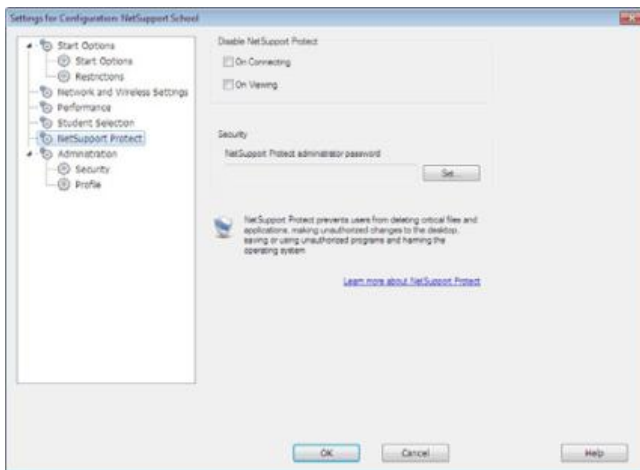 Settings for Configuration: NetSupport School
Start Options
Start Options
Restrictions
Network and Wireless Settings
Performance
Student Selection
NetSupport Protect
Administration
Security
Profile
Disable NetSupport Protect
On Connecting
On Viewing
Security
NetSupport Protect administrator password
Set...
NetSupport Protect prevents users from deleting critical files and
applications, making unauthorized changes to the desktop,
saving or using unauthorized programs and harming the
operating system
Learn more about NetSupport Protect
OK
Cancel
Help